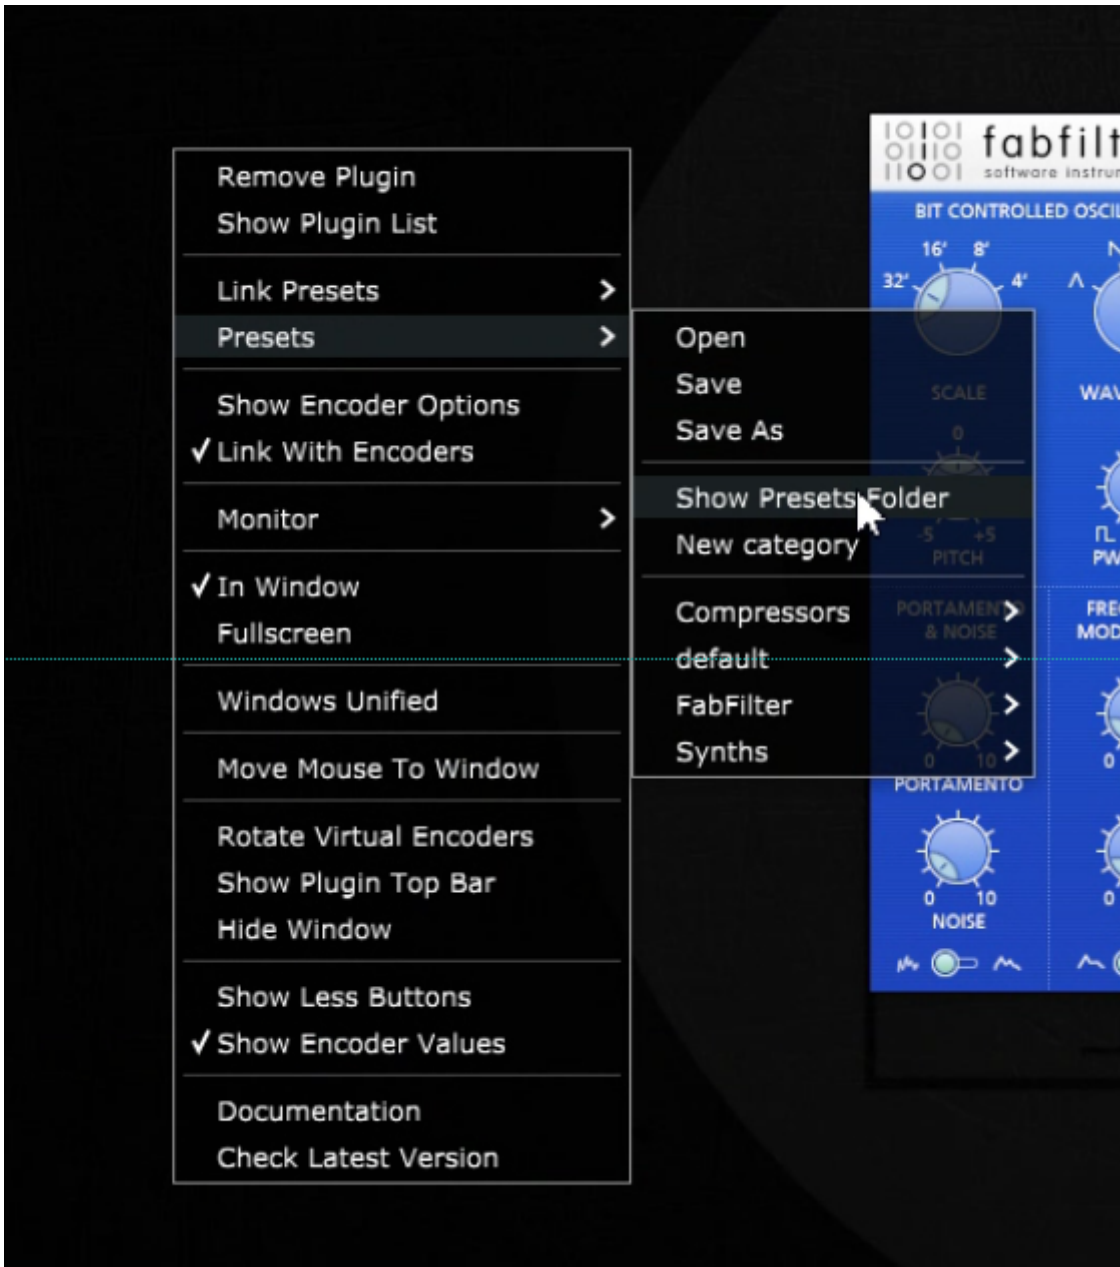 Remove Plugin
Show Plugin List
Link Presets
Presets
Show Encoder Options
Link With Encoders
Monitor
In Window
Fullscreen
Windows Unified
Move Mouse To Window
Rotate Virtual Encoders
Show Plugin Top Bar
Hide Window
Show Less Buttons
Show Encoder Values
Documentation
Check Latest Version
Open
Save
Save As
Show Presets Folder
New category
Compressors
default
FabFilter
Synths
fabfilt
software instrum
BIT CONTROLLED OSCIL
16' 8'
32' 4'
SCALE
WAV
0
-5 +5
PITCH
PW
PORTAMENTO
& NOISE
FRE
MOD
0 10
0
PORTAMENTO
0 10
0
NOISE